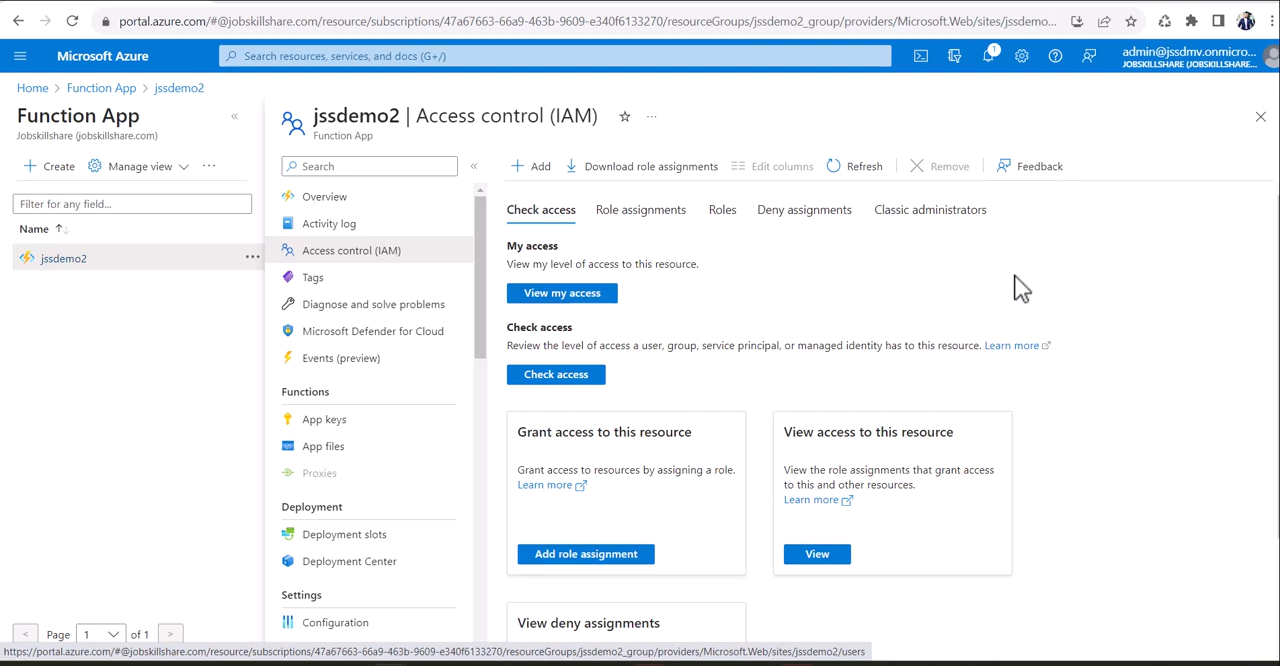 portal.azure.com/#@jobskillshare.com/resource/subscriptions/47a67663-66a9-463b-9609-e340f6133270/resourceGroups/jssdemo2_group/providers/Microsoft.Web/sites/jssdemo...
Microsoft Azure
Search resources, services, and docs (G+/)
1
admin@jssdmv.onmicro...
JOBSKILLSHARE (JOBSKILLSHARE....
Home > Function App > jssdemo2
Function App
Jobskillshare (jobskillshare.com)
Create
Manage view
Filter for any field...
Name
jssdemo2
Page 1 of 1
jssdemo2 | Access control (IAM)
Function App
Search
Overview
Activity log
Access control (IAM)
Tags
Diagnose and solve problems
Microsoft Defender for Cloud
Events (preview)
Functions
App keys
App files
Proxies
Deployment
Deployment slots
Deployment Center
Settings
Configuration
Add
Download role assignments
Edit columns
Refresh
Remove
Feedback
Check access
Role assignments
Roles
Deny assignments
Classic administrators
My access
View my level of access to this resource.
View my access
Check access
Review the level of access a user, group, service principal, or managed identity has to this resource. Learn more
Check access
Grant access to this resource
Grant access to resources by assigning a role.
Learn more
Add role assignment
View access to this resource
View the role assignments that grant access
to this and other resources.
Learn more
View
View deny assignments
https://portal.azure.com/#@jobskillshare.com/resource/subscriptions/47a67663-66a9-463b-9609-e340f6133270/resourceGroups/jssdemo2_group/providers/Microsoft.Web/sites/jssdemo2/users